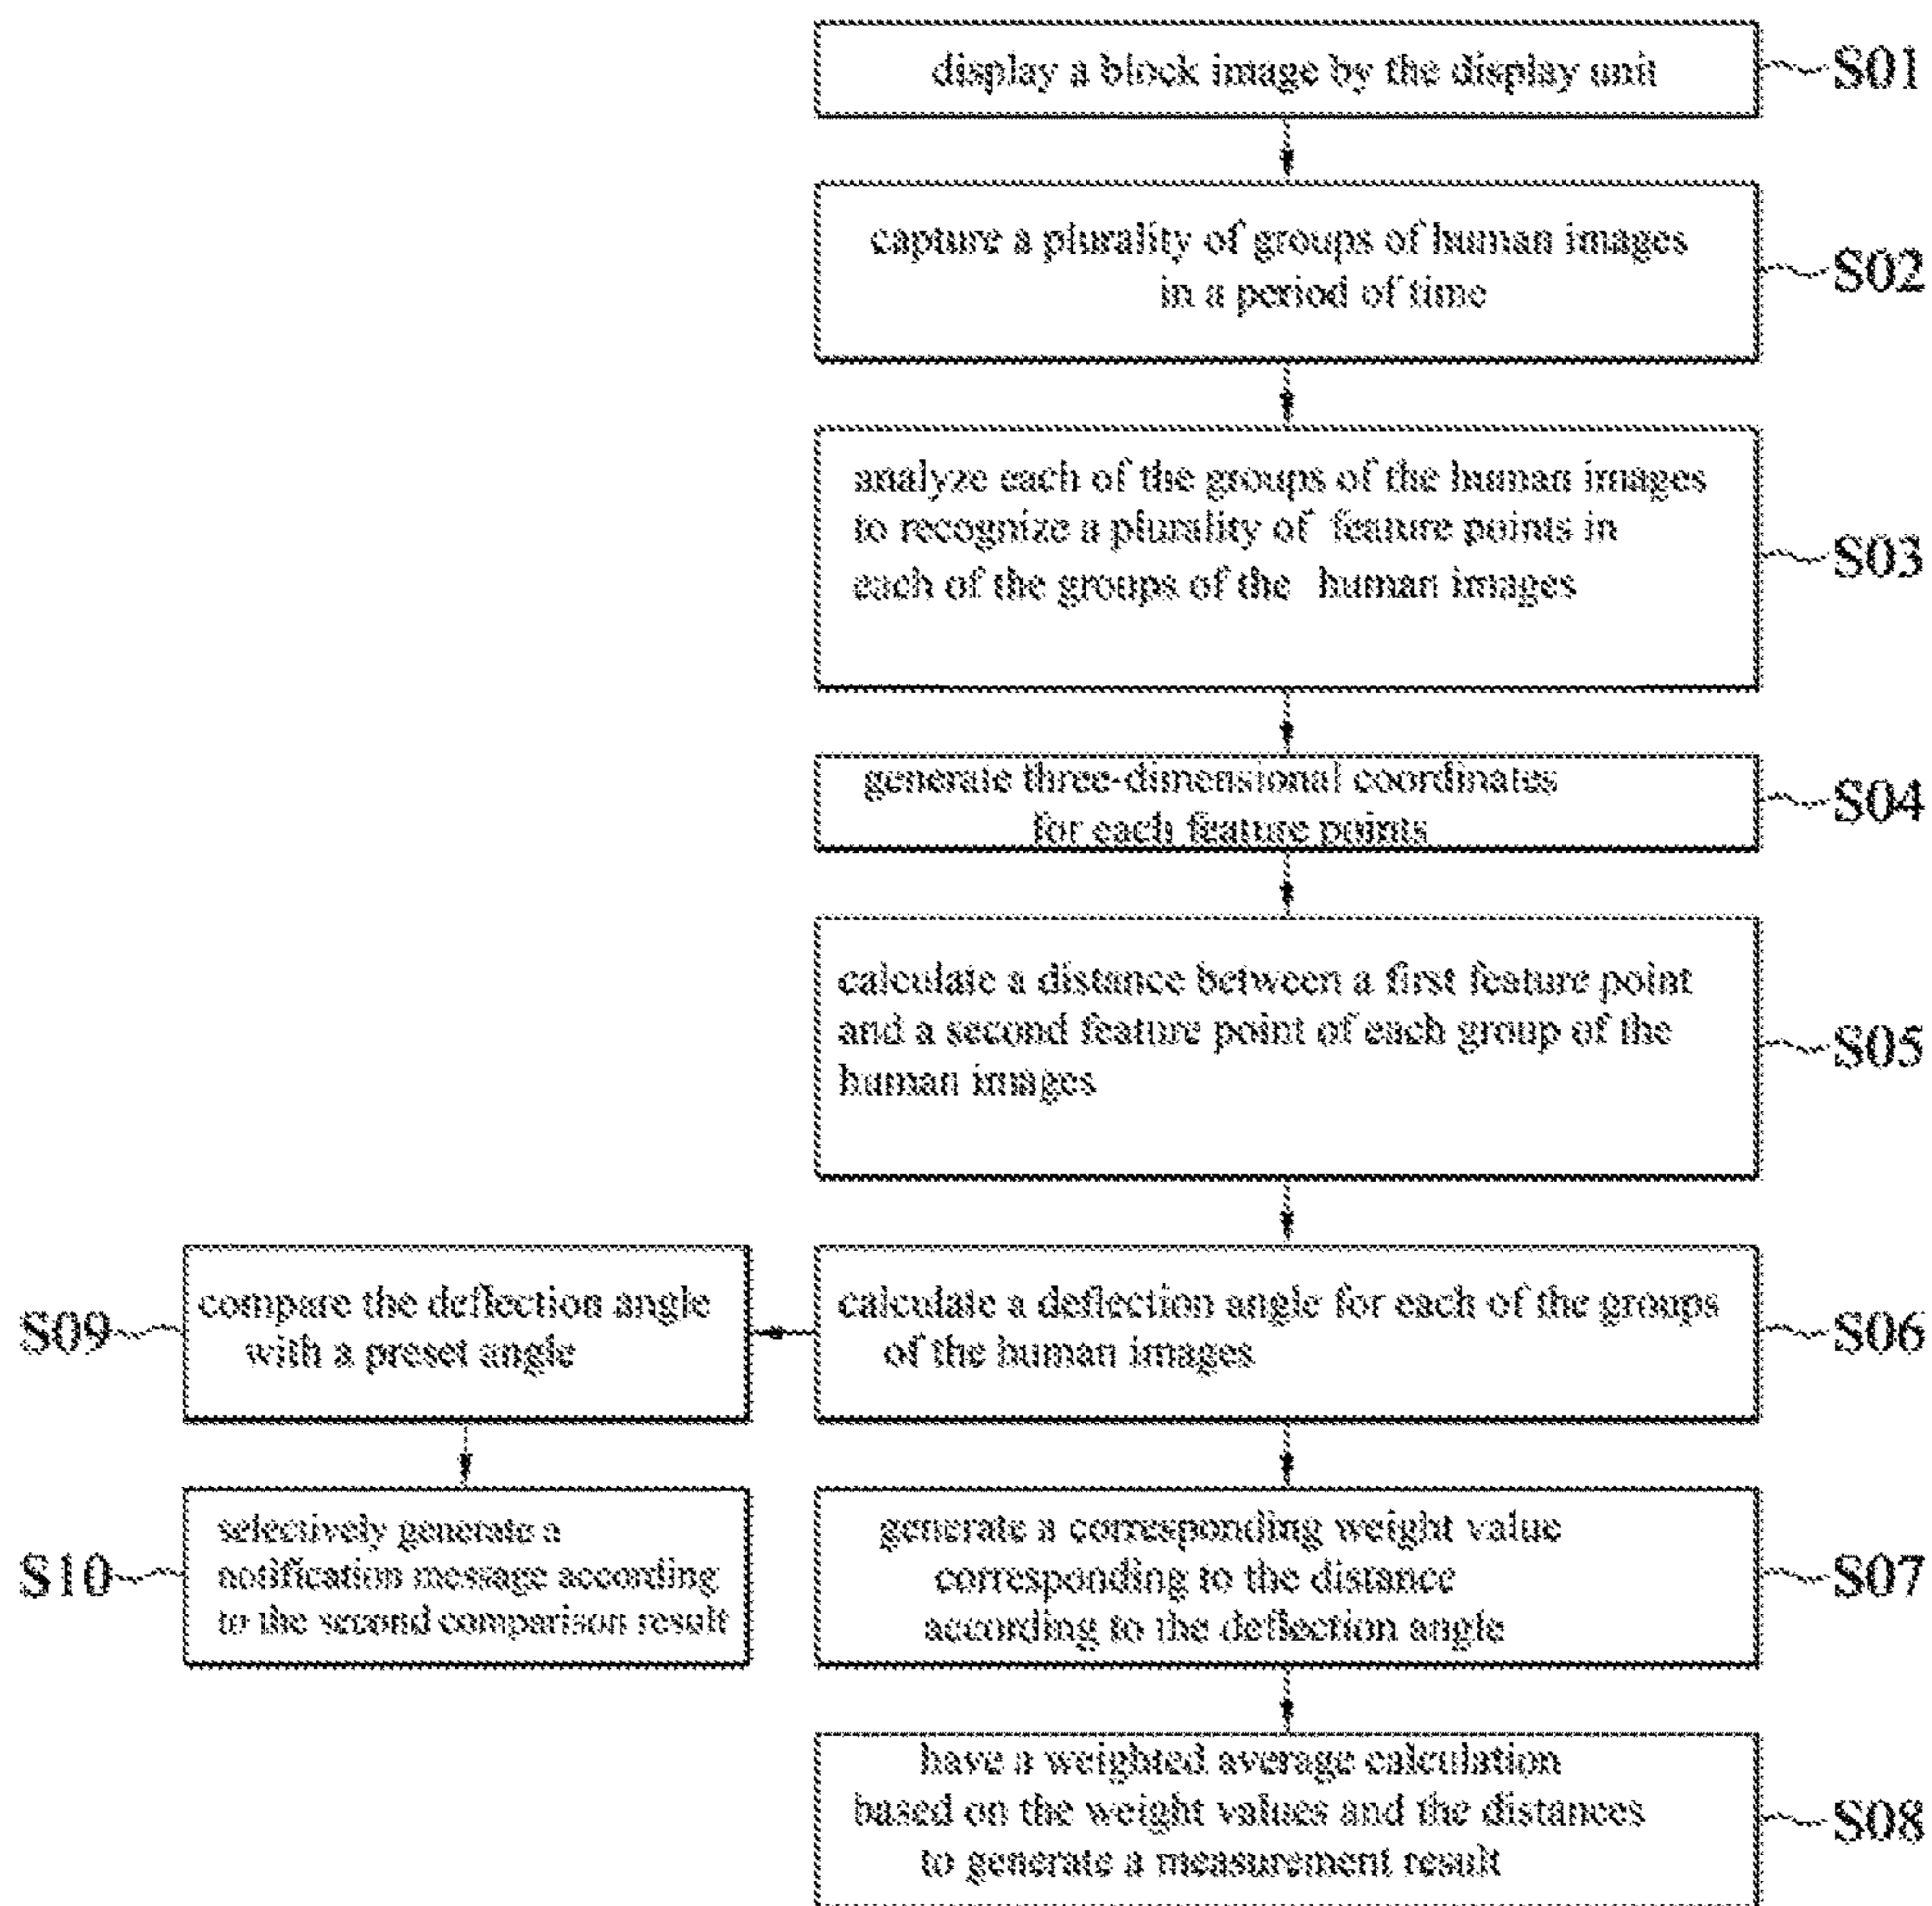 display a block image by the display unit
S01
capture a plurality of groups of human images
in a period of time
S02
analyze each of the groups of the human images
to recognize a plurality of feature points in
each of the groups of the human images
S03
generate three-dimensional coordinates
for each feature points
S04
calculate a distance between a first feature point
and a second feature point of each group of the
human images
S05
calculate a deflection angle for each of the groups
of the human images
S06
S09
compare the deflection angle
with a preset angle
S10
selectively generate a
notification message according
to the second comparison result
generate a corresponding weight value
corresponding to the distance
according to the deflection angle
S07
have a weighted average calculation
based on the weight values and the distances
to generate a measurement result
S08